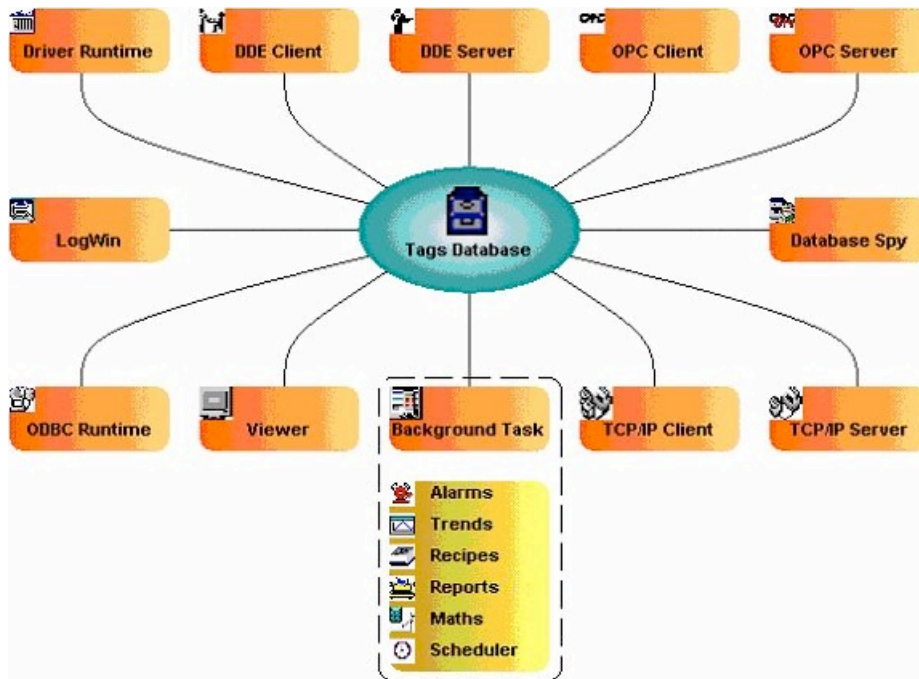 Driver Runtime
DDE Client
DDE Server
OPC Client
OPC Server
LogWin
Tags Database
Database Spy
ODBC Runtime
Viewer
Background Task
TCP/IP Client
TCP/IP Server
Alarms
Trends
Recipes
Reports
Maths
Scheduler